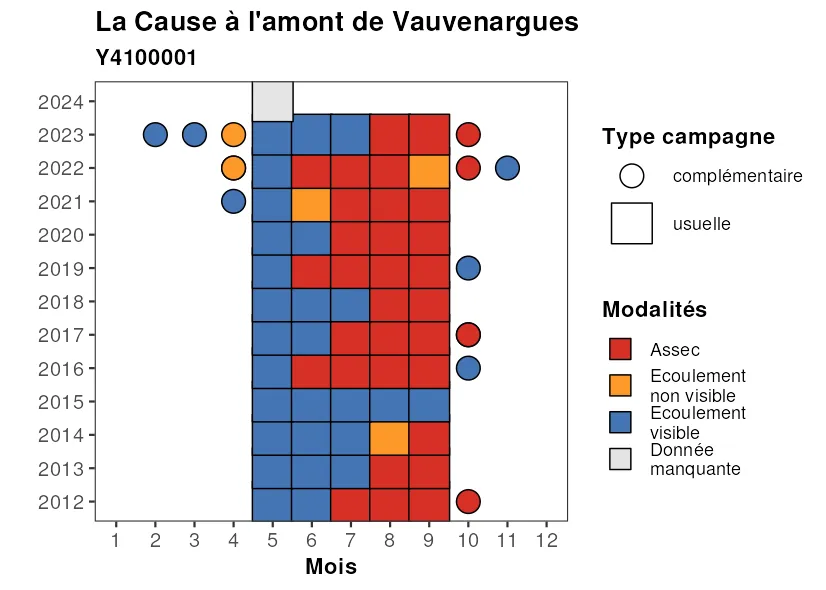 La Cause à l'amont de Vauvenargues
Y4100001
2024
2023
2022
2021
2020
2019
2018
2017
2016
2015
2014
2013
2012
1 2 3 4 5 6 7 8 9 10 11 12
Mois
Type campagne
complémentaire
usuelle
Modalités
Assec
Ecoulement
non visible
Ecoulement
visible
Donnée
manquante